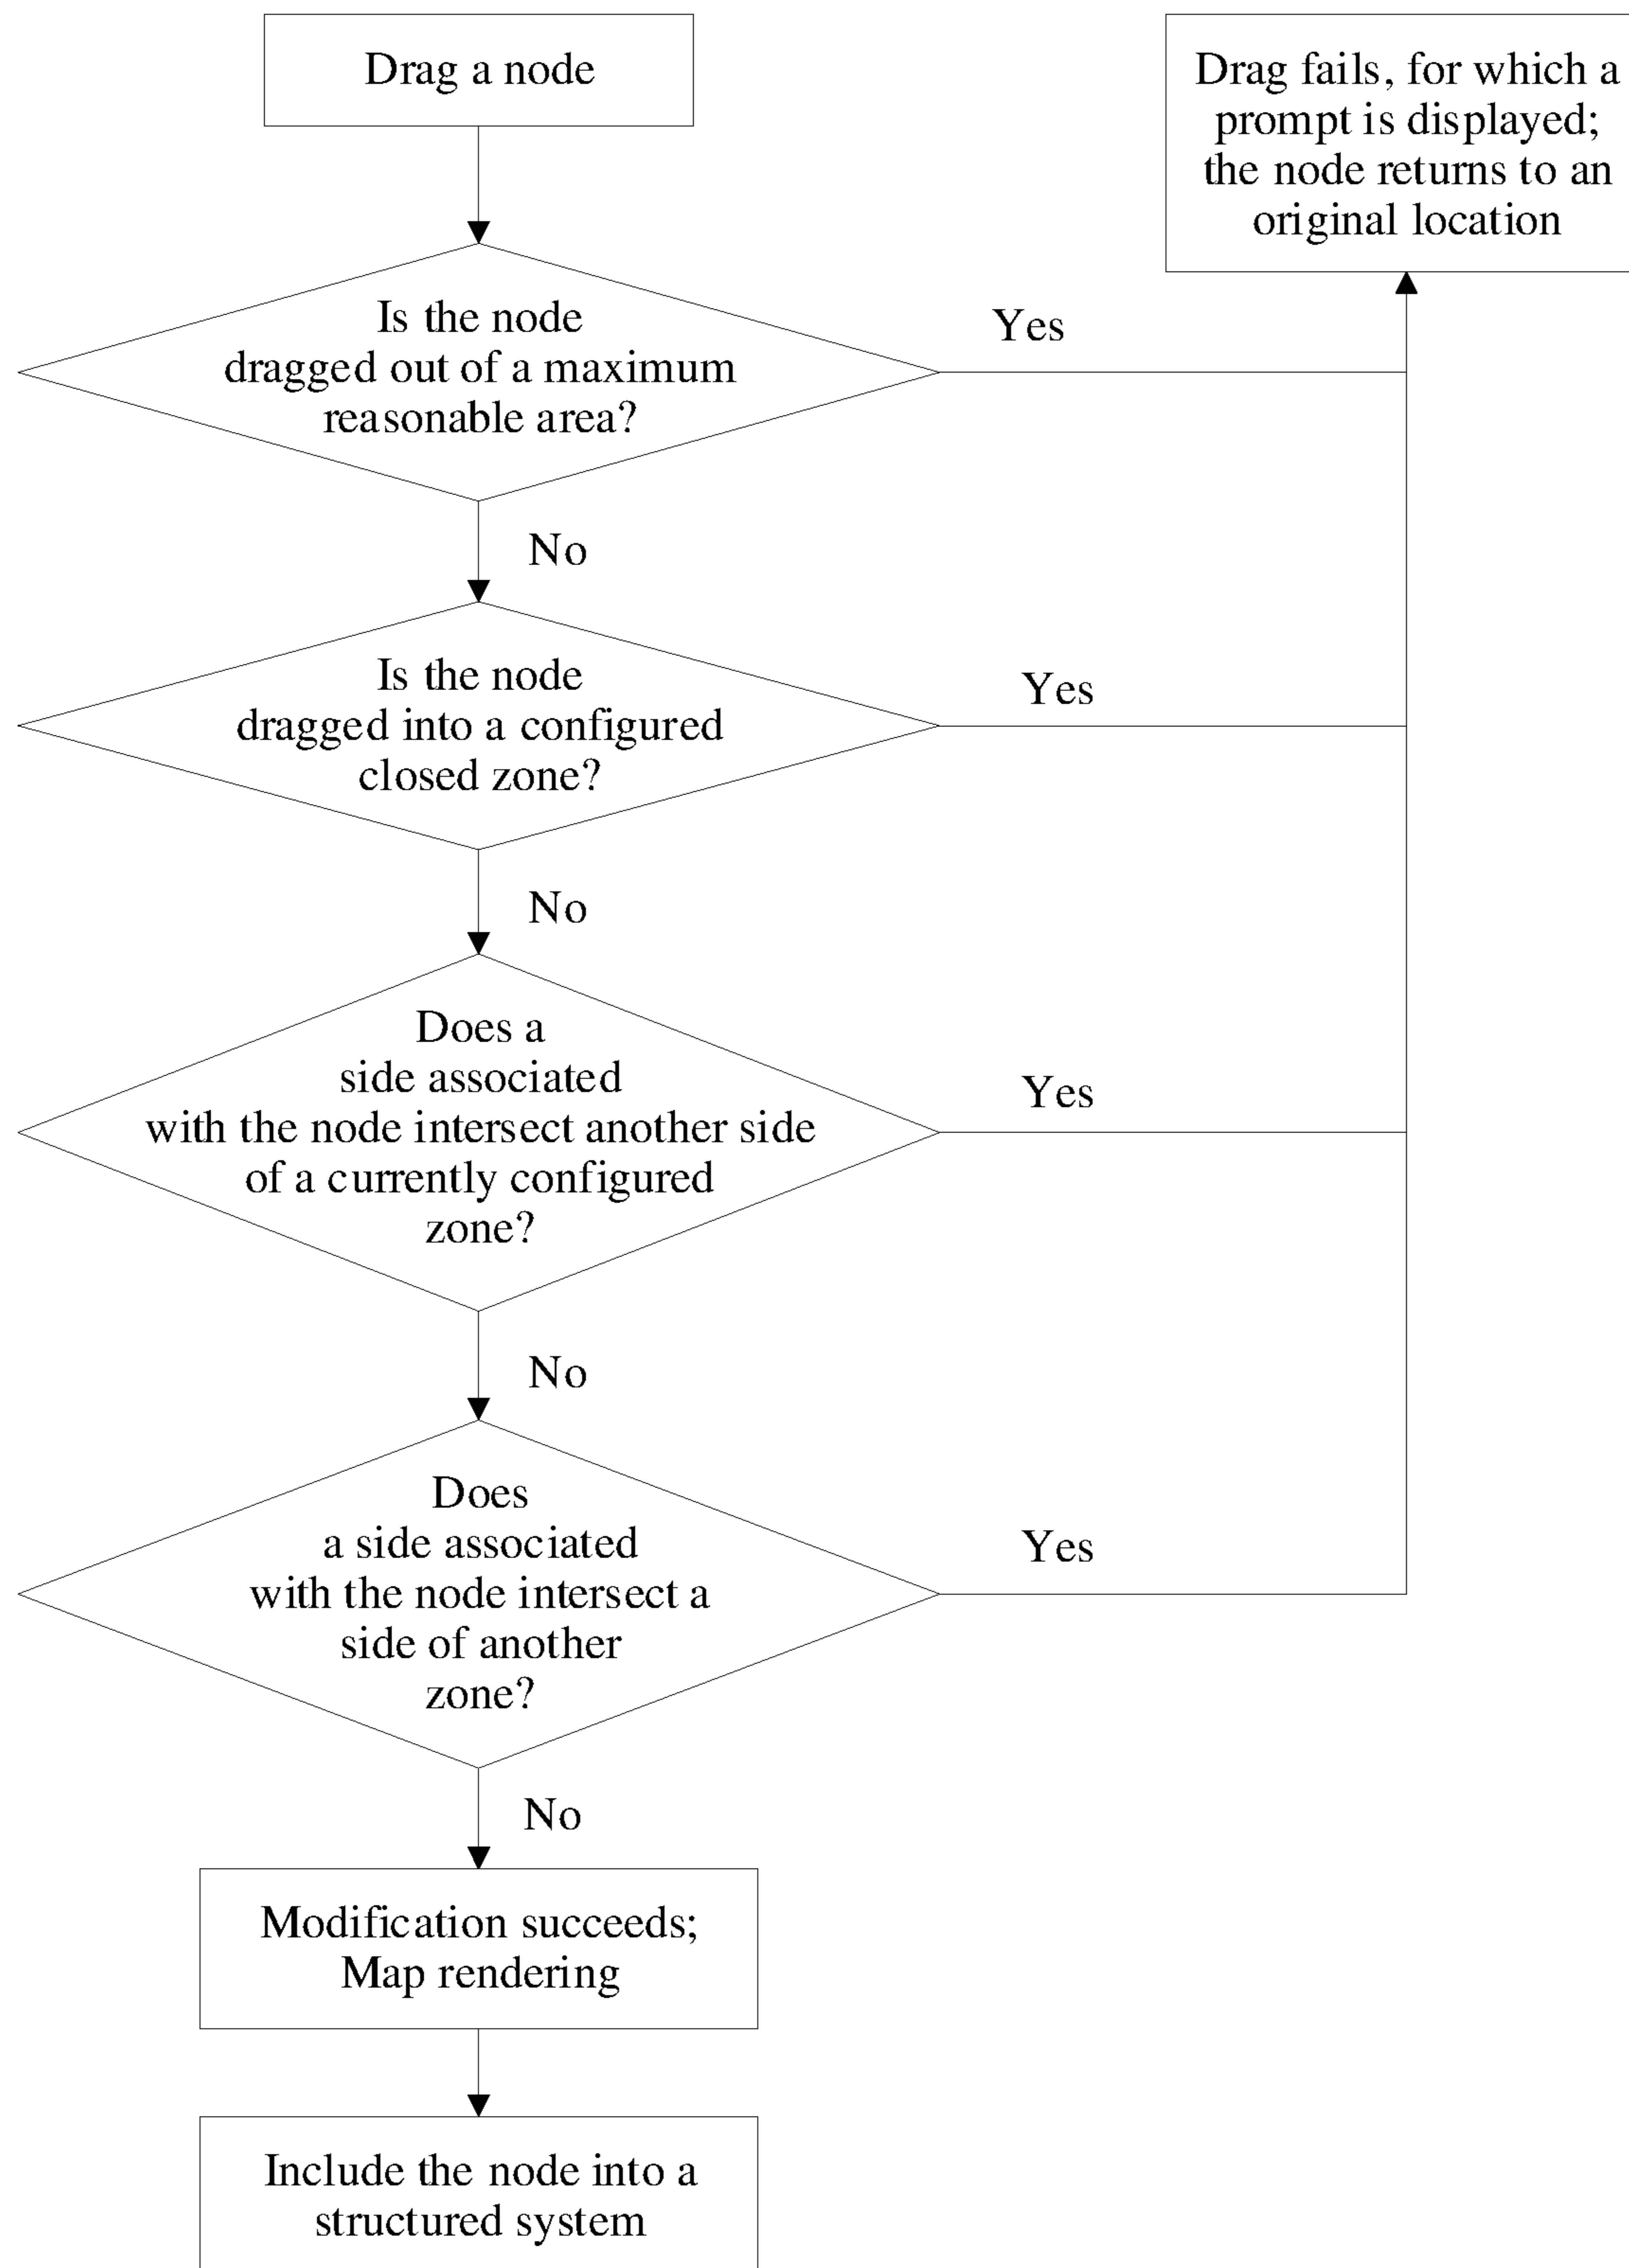 Drag a node
Drag fails, for which a
prompt is displayed;
the node returns to an
original location
Is the node
dragged out of a maximum
reasonable area?
Yes
No
Is the node
dragged into a configured
closed zone?
Yes
No
Does a
side associated
with the node intersect another side
of a currently configured
zone?
Yes
No
Does
a side associated
with the node intersect a
side of another
zone?
Yes
No
Modification succeeds;
Map rendering
Include the node into a
structured system